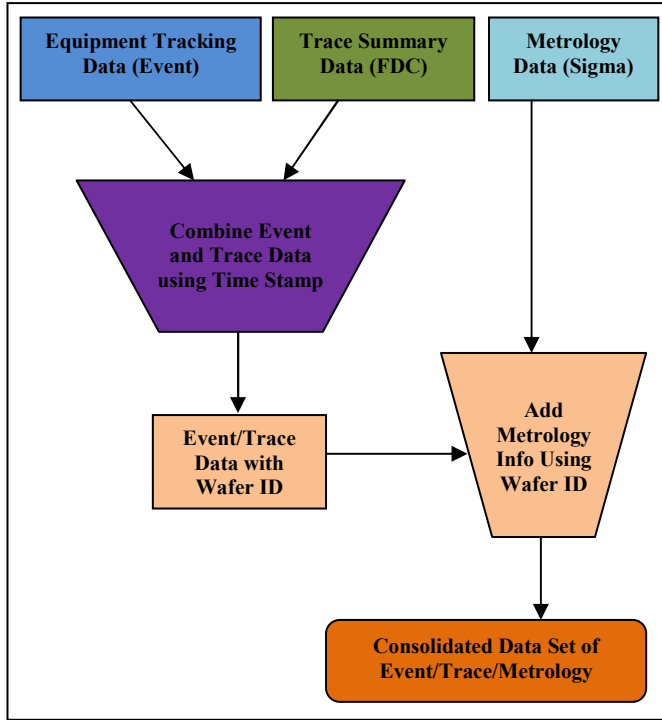 Equipment Tracking
Data (Event)
Trace Summary
Data (FDC)
Metrology
Data (Sigma)
Combine Event
and Trace Data
using Time Stamp
Event/Trace
Data with
Wafer ID
Add
Metrology
Info Using
Wafer ID
Consolidated Data Set of
Event/Trace/Metrology